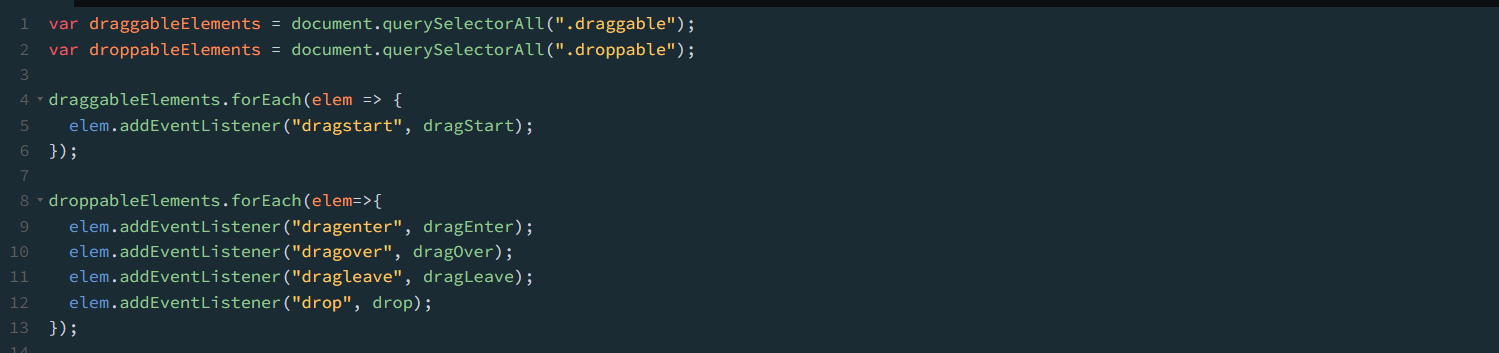 1 var draggableElements = document.querySelectorAll(".draggable");
2 var droppableElements = document.querySelectorAll(".droppable");
3
4 draggableElements.forEach(elem => {
5   elem.addEventListener("dragstart", dragStart);
6 });
7
8 droppableElements.forEach(elem=>{
9   elem.addEventListener("dragenter", dragEnter);
10   elem.addEventListener("dragover", dragOver);
11   elem.addEventListener("dragleave", dragLeave);
12   elem.addEventListener("drop", drop);
13 });
14